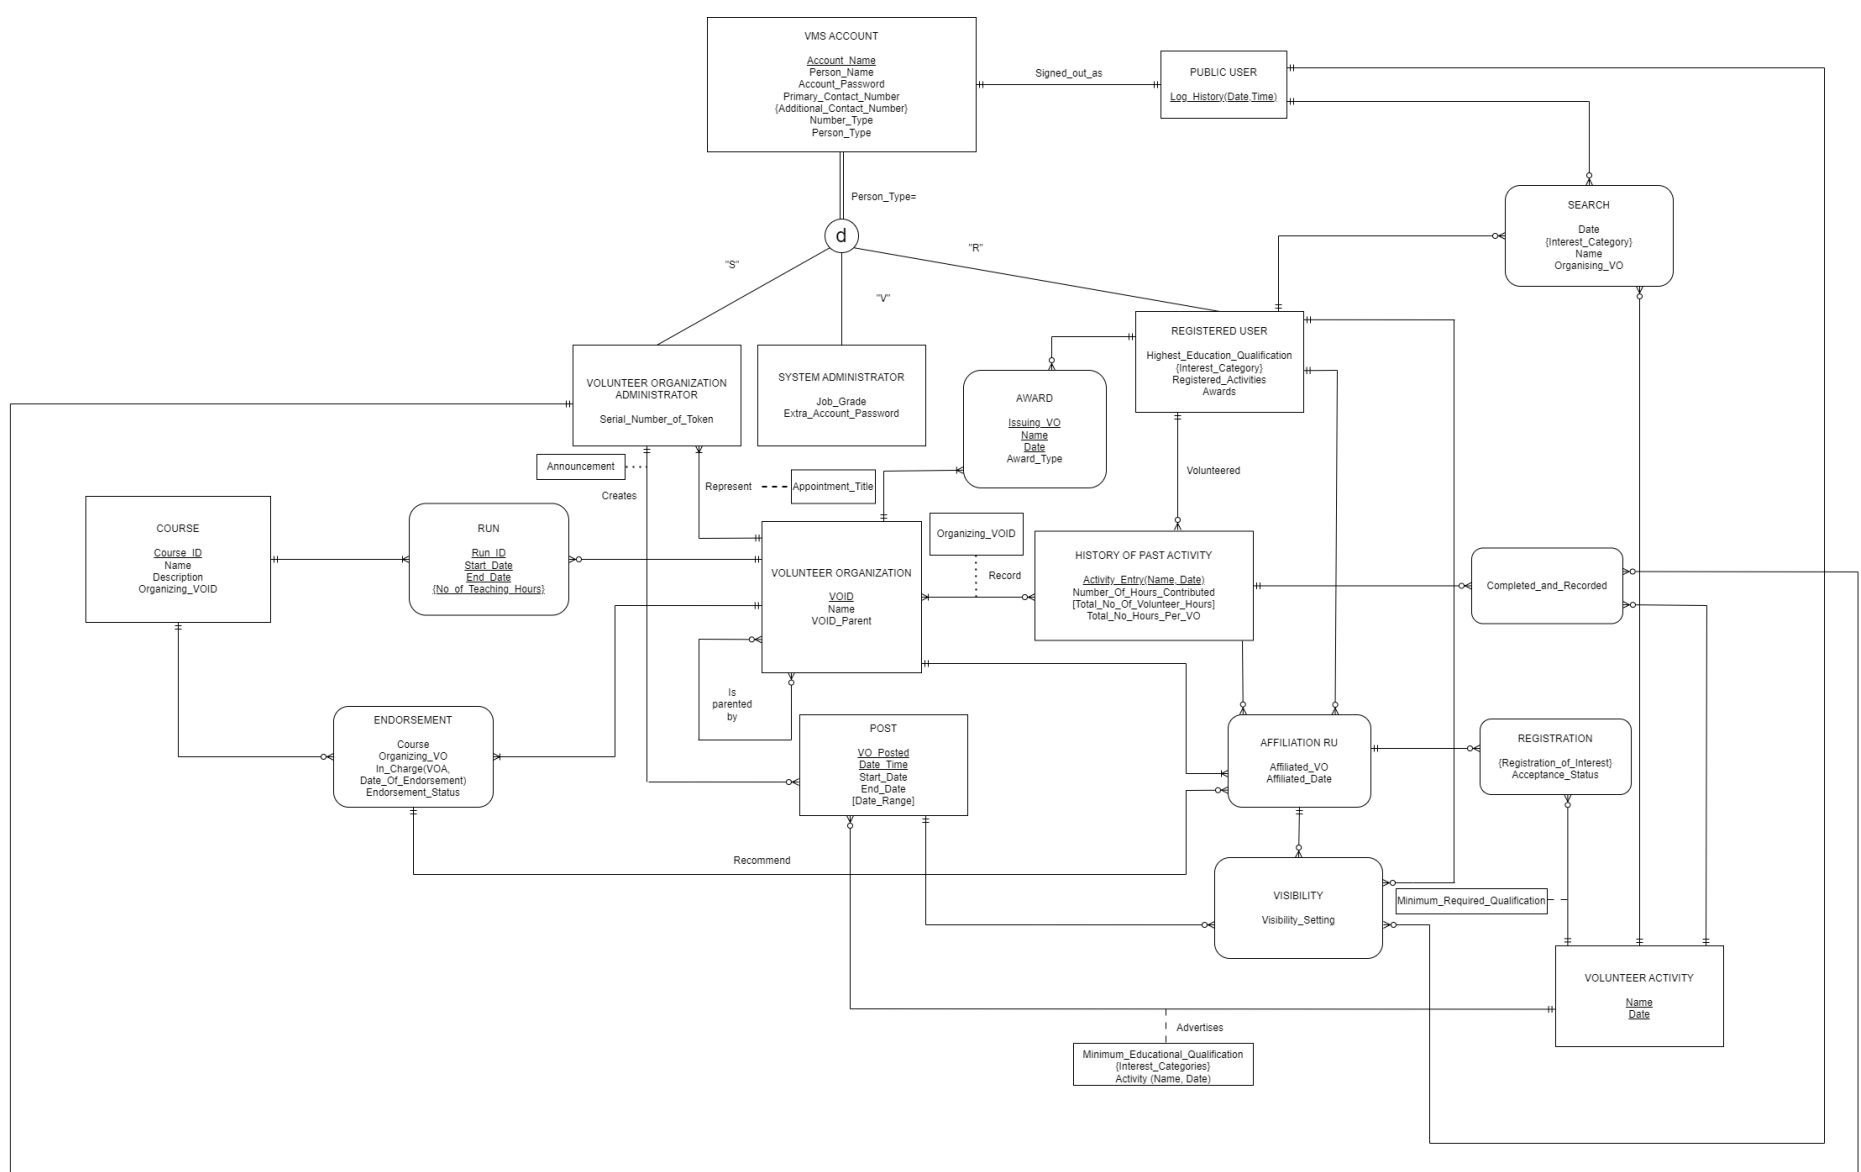 VMS ACCOUNT
Account_Name
Person_Name
Account_Password
Primary_Contact_Number
{Additional_Contact_Number}
Number_Type
Person_Type
Signed_out_as
PUBLIC USER
Log_History(Date,Time)
Person_Type=
d
"S"
"V"
"R"
SEARCH
Date
{Interest_Category}
Name
Organising_VO
VOLUNTEER ORGANIZATION
ADMINISTRATOR
Serial_Number_of_Token
SYSTEM ADMINISTRATOR
Job_Grade
Extra_Account_Password
REGISTERED USER
Highest_Education_Qualification
{Interest_Category}
Registered_Activities
Awards
AWARD
Issuing_VO
Name
Date
Award_Type
Announcement
Creates
Represent
Appointment_Title
Volunteered
COURSE
Course_ID
Name
Description
Organizing_VOID
RUN
Run_ID
Start_Date
End_Date
{No_of_Teaching_Hours}
VOLUNTEER ORGANIZATION
VOID
Name
VOID_Parent
Organizing_VOID
Record
HISTORY OF PAST ACTIVITY
Activity_Entry(Name, Date)
Number_Of_Hours_Contributed
[Total_No_Of_Volunteer_Hours]
Total_No_Hours_Per_VO
Completed_and_Recorded
Is
parented
by
ENDORSEMENT
Course
Organizing_VO
In_Charge(VOA,
Date_Of_Endorsement)
Endorsement_Status
POST
VO_Posted
Date_Time
Start_Date
End_Date
[Date_Range]
AFFILIATION RU
Affiliated_VO
Affiliated_Date
REGISTRATION
{Registration_of_Interest}
Acceptance_Status
Recommend
VISIBILITY
Visibility_Setting
Minimum_Required_Qualification
VOLUNTEER ACTIVITY
Name
Date
Advertises
Minimum_Educational_Qualification
{Interest_Categories}
Activity (Name, Date)